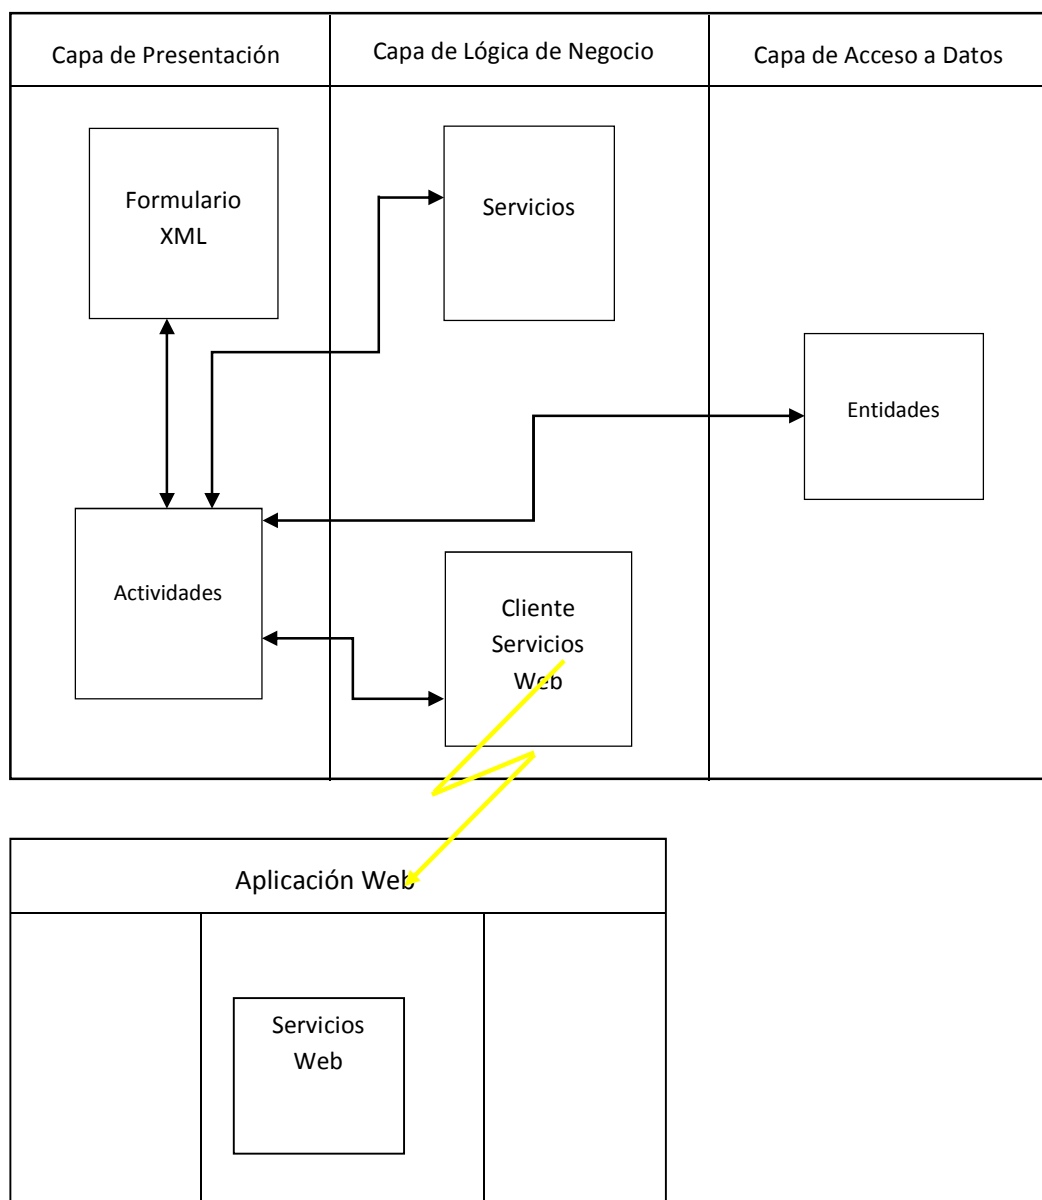 Capa de Presentación
Capa de Lógica de Negocio
Capa de Acceso a Datos
Formulario
XML
Servicios
Entidades
Actividades
Cliente
Servicios
Web
Aplicación Web
Servicios
Web